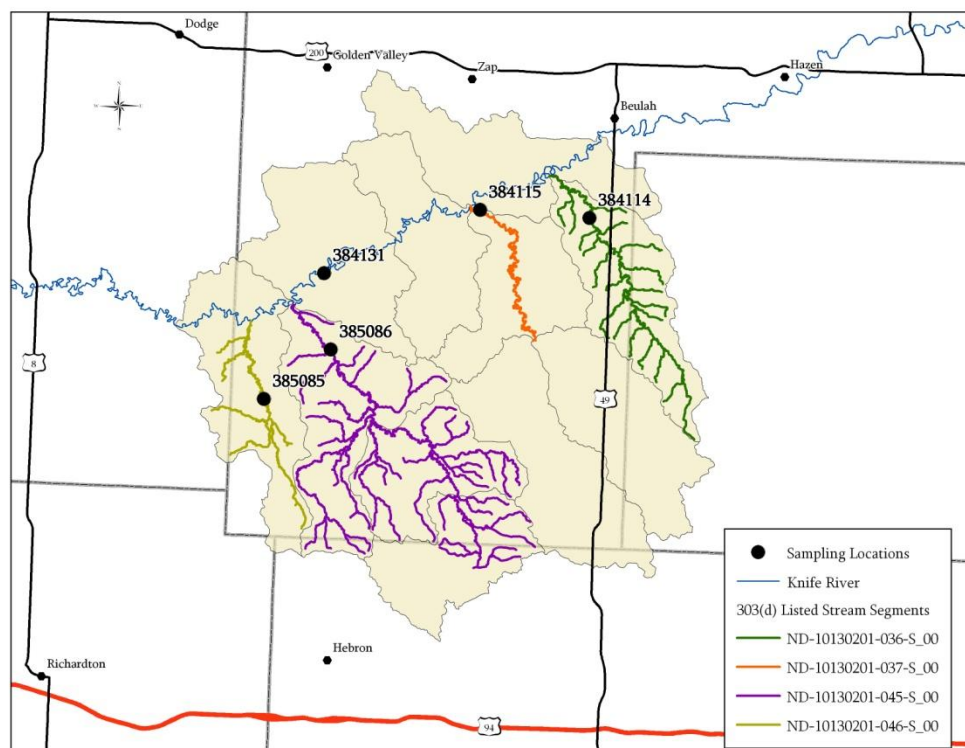 Dodge
200
Golden Valley
Zap
Hazen
Beulah
384115
384114
384131
385086
8
385085
49
Sampling Locations
Knife River
303(d) Listed Stream Segments
ND-10130201-036-S_00
ND-10130201-037-S_00
ND-10130201-045-S_00
ND-10130201-046-S_00
Hebron
Richardton
94